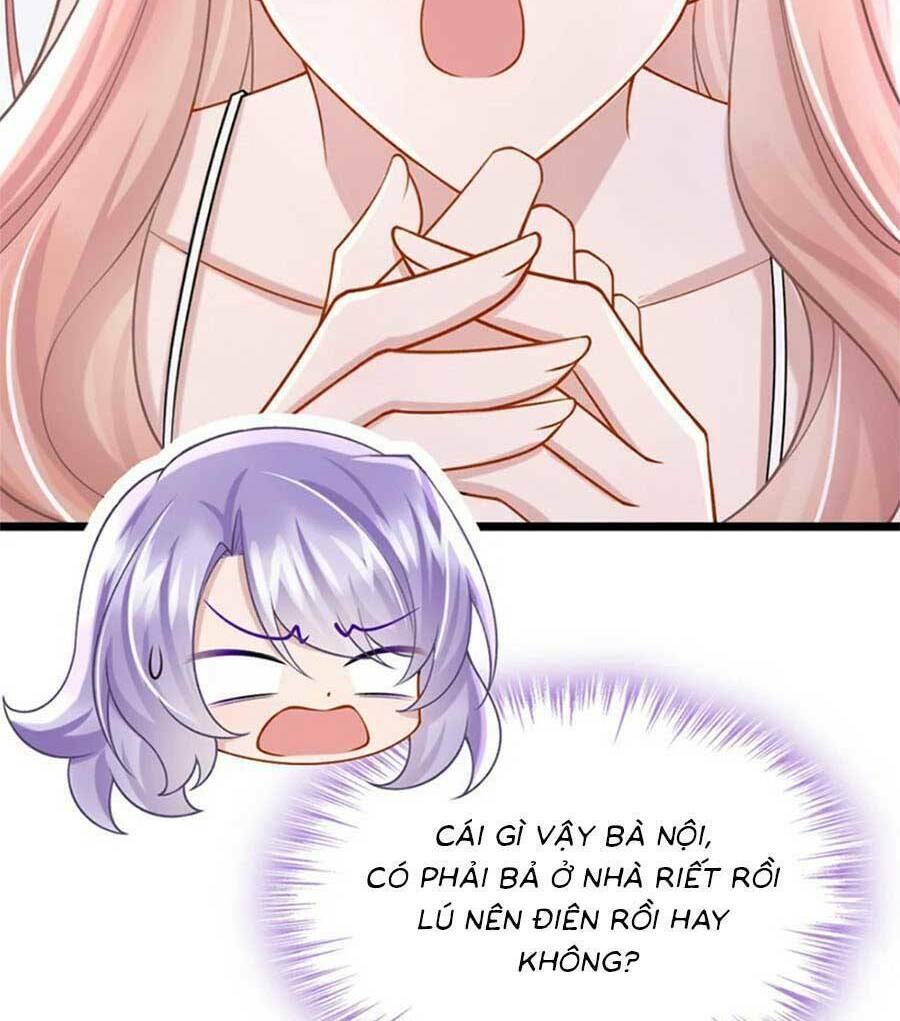 CÁI GÌ VẬY BÀ NỘI,
CÓ PHẢI BẢ Ở NHÀ RIẾT RỒI
LÚ NÊN ĐIÊN RỒI HAY
KHÔNG?